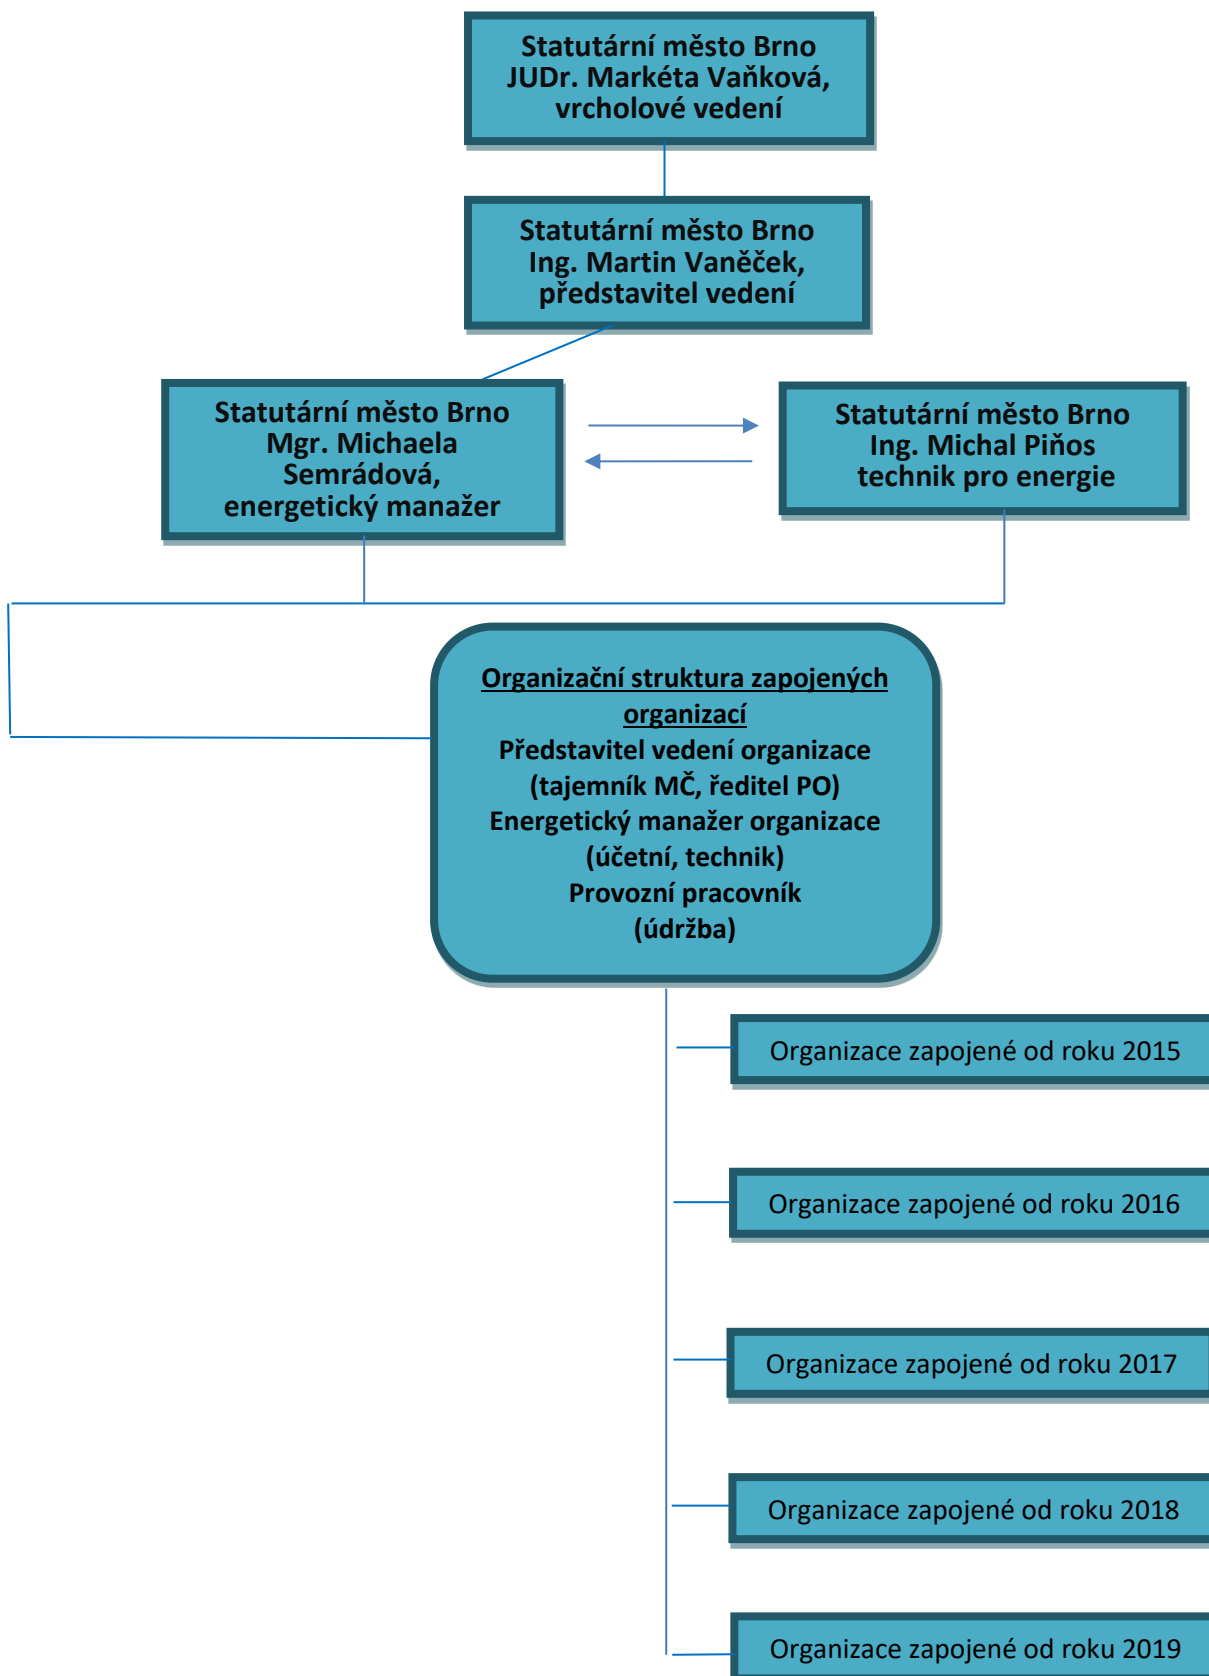 Statutární město Brno
JUDr. Markéta Vaňková,
vrcholové vedení
Statutární město Brno
Ing. Martin Vaněček,
představitel vedení
Statutární město Brno
Mgr. Michaela
Semrádová,
energetický manažer
Statutární město Brno
Ing. Michal Piňos
technik pro energie
Organizační struktura zapojených
organizací
Představitel vedení organizace
(tajemník MČ, ředitel PO)
Energetický manažer organizace
(účetní, technik)
Provozní pracovník
(údržba)
Organizace zapojené od roku 2015
Organizace zapojené od roku 2016
Organizace zapojené od roku 2017
Organizace zapojené od roku 2018
Organizace zapojené od roku 2019